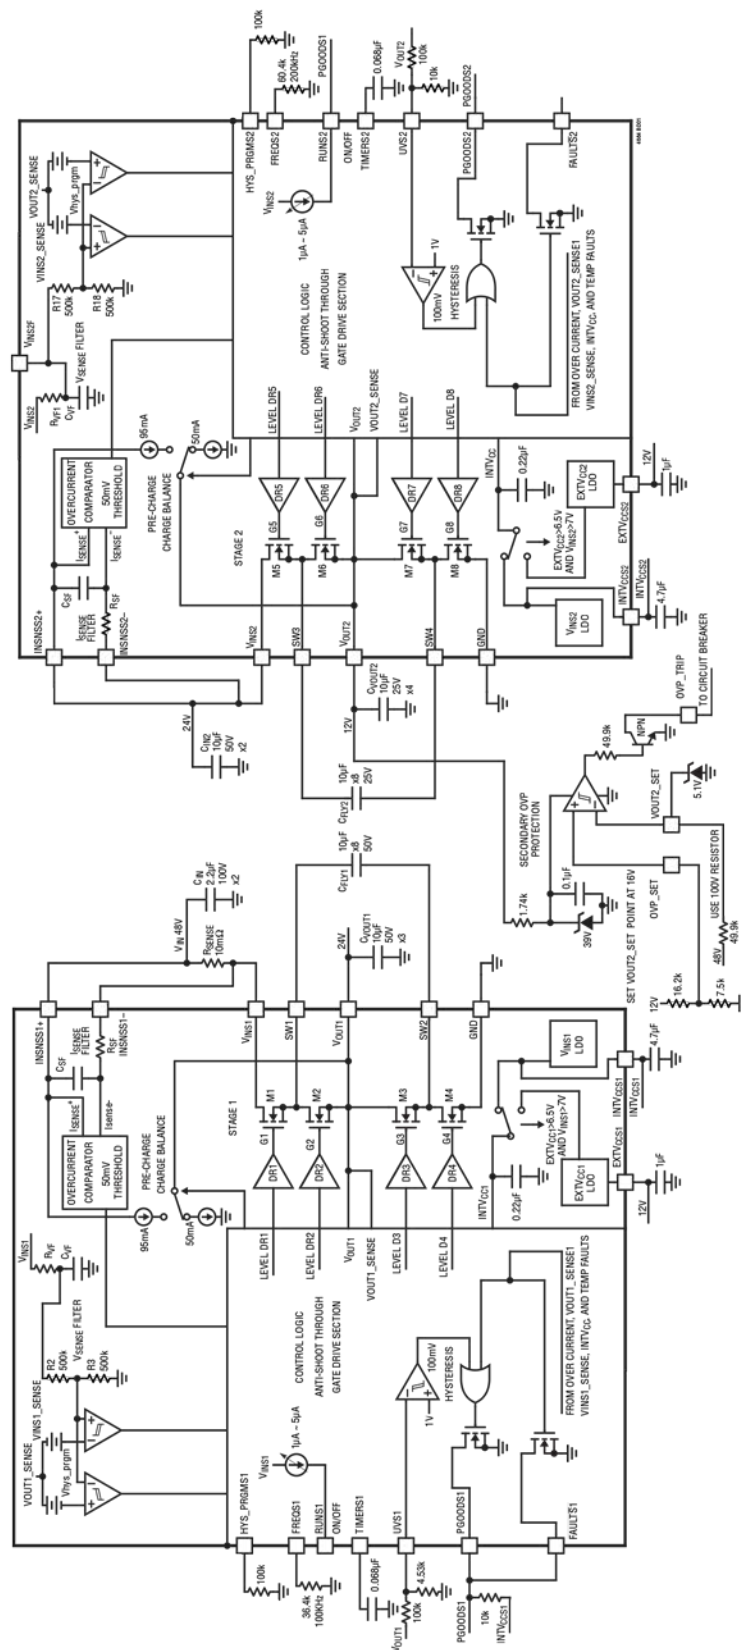 VOUT1_SENSE
VINS1_SENSE
Vhys_prgm
R2
500k
R3
500k
VSENSE FILTER
VINS1
RVF
CVF
OVERCURRENT
COMPARATOR
50mV
THRESHOLD
ISENSE+
Isense-
CSF
ISENSE
FILTER
RSF
INSNSS1+
INSNSS1–
95mA
50mA
PRE-CHARGE
CHARGE BALANCE
VIN 48V
RSENSE
10mΩ
CIN
2.2µF
100V
x2
HYS_PRGMS1
100k
FREQS1
36.4k
100KHz
RUNS1
ON/OFF
TIMERS1
0.068µF
UVS1
VOUT1
100k
4.53k
PGOODS1
PGOODS1
10k
INTVCCS1
FAULTS1
VINS1
1µA ~ 5µA
CONTROL LOGIC
ANTI-SHOOT THROUGH
GATE DRIVE SECTION
1V
100mV
HYSTERESIS
FROM OVER CURRENT, VOUT1_SENSE1
VINS1_SENSE, INTVCC, AND TEMP FAULTS
STAGE 1
LEVEL DR1
DR1
G1
M1
LEVEL DR2
DR2
G2
M2
VOUT1
VOUT1_SENSE
LEVEL D3
DR3
G3
M3
LEVEL D4
DR4
G4
M4
INTVCC1
0.22µF
EXTVCC1>6.5V
AND VINS1>7V
EXTVCC1
LDO
VINS1
LDO
EXTVCCS1
12V
1µF
INTVCCS1
INTVCCS1
4.7µF
VINS1
SW1
VOUT1
SW2
GND
24V
CVOUT1
10µF
50V
x3
CFLY1
10µF
x8
50V
SET VOUT2_SET POINT AT 16V
12V
16.2k
7.5k
OVP_SET
48V
49.9k
USE 100V RESISTOR
VOUT2_SET
5.1V
1.74k
39V
0.1µF
SECONDARY OVP
PROTECTION
49.9k
NPN
OVP_TRIP
TO CIRCUIT BREAKER
24V
CIN2
10µF
50V
x2
CFLY2
10µF
x8
25V
12V
CVOUT2
10µF
25V
x4
INSNSS2+
INSNSS2–
VINS2
SW3
VOUT2
SW4
GND
ISENSE
FILTER
CSF
RSF
ISENSE+
ISENSE–
OVERCURRENT
COMPARATOR
50mV
THRESHOLD
PRE-CHARGE
CHARGE BALANCE
95mA
50mA
STAGE 2
M5
G5
DR5
LEVEL DR5
M6
G6
DR6
LEVEL DR6
VOUT2
VOUT2_SENSE
M7
G7
DR7
LEVEL D7
M8
G8
DR8
LEVEL D8
INTVCC
0.22µF
EXTVCC2>6.5V
AND VINS2>7V
VINS2
LDO
EXTVCC2
LDO
INTVCCS2
INTVCCS2
4.7µF
EXTVCCS2
12V
1µF
VINS2
RVF1
CVF
VSENSE FILTER
VINS2F
R17
500k
R18
500k
VINS2_SENSE
VOUT2_SENSE
Vhys_prgm
CONTROL LOGIC
ANTI-SHOOT THROUGH
GATE DRIVE SECTION
VINS2
1µA ~ 5µA
1V
100mV
HYSTERESIS
FROM OVER CURRENT, VOUT2_SENSE1
VINS2_SENSE, INTVCC, AND TEMP FAULTS
HYS_PRGMS2
100k
FREQS2
60.4k
200kHz
RUNS2
PGOODS1
ON/OFF
TIMERS2
0.068µF
UVS2
VOUT2
100k
10k
PGOODS2
PGOODS2
FAULTS2